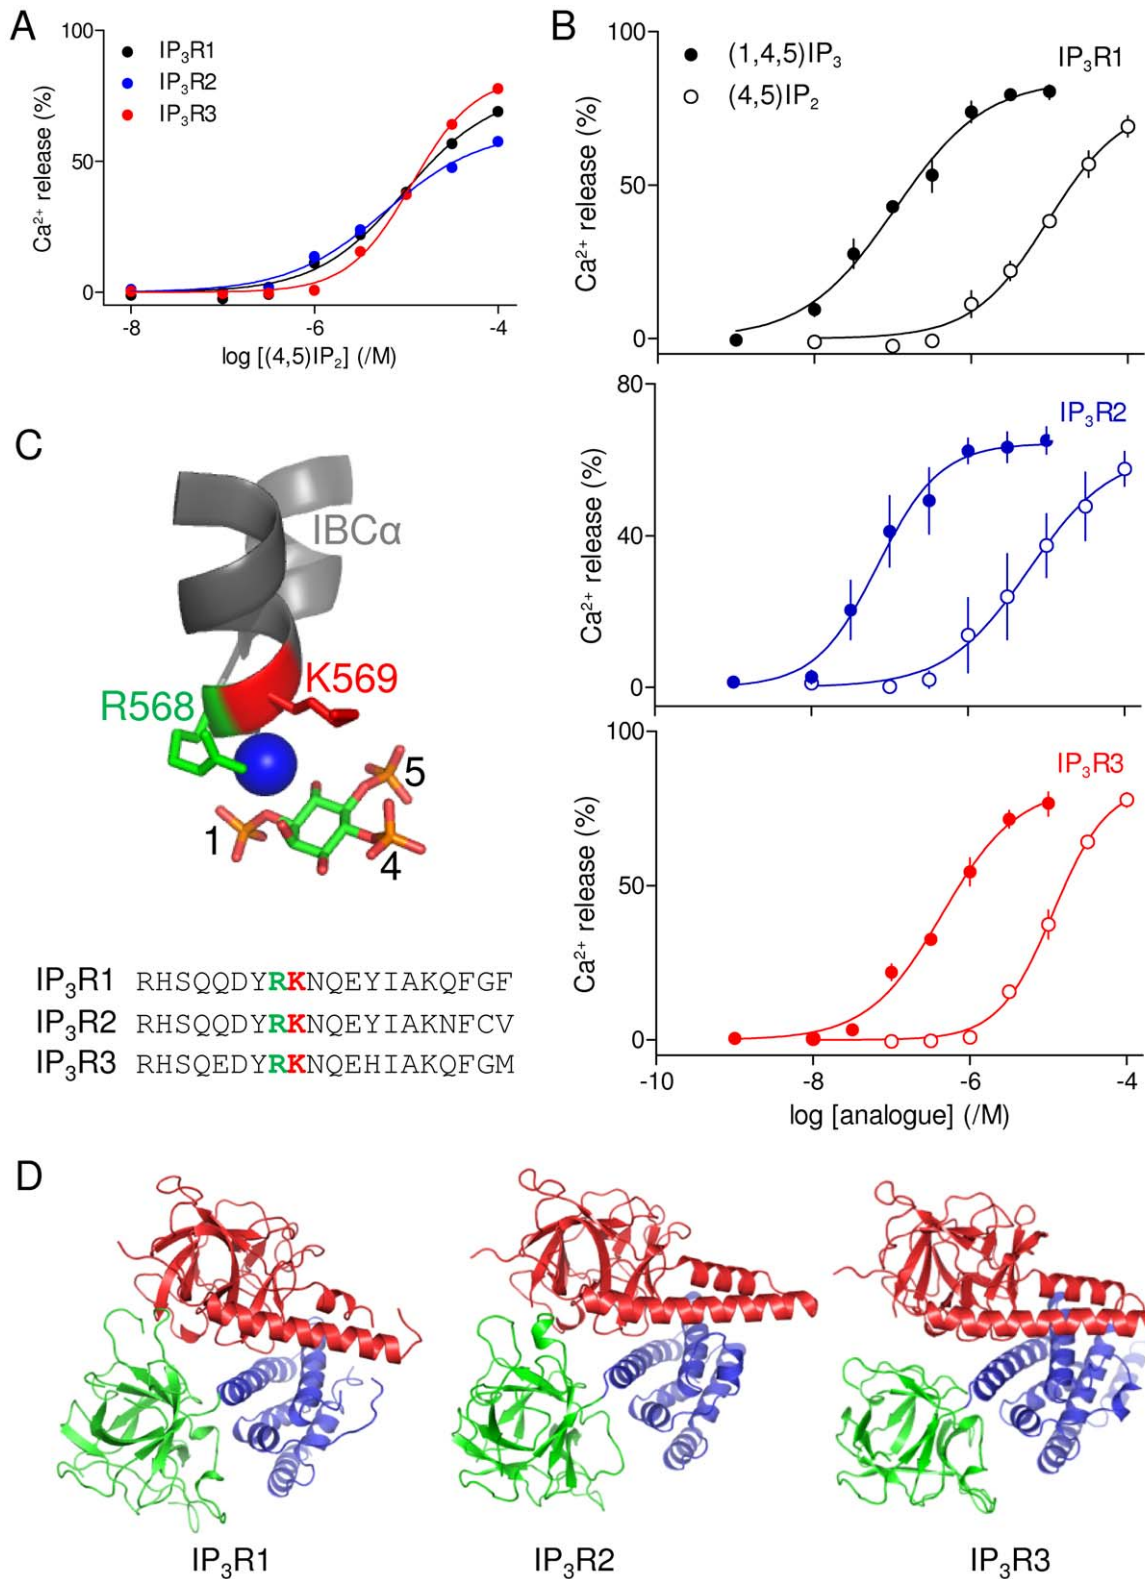 A
100
50
0
Ca²⁺ release (%)
IP₃R1
IP₃R2
IP₃R3
-8
-6
-4
log [(4,5)IP₂] (/M)
B
100
50
0
Ca²⁺ release (%)
(1,4,5)IP₃
(4,5)IP₂
IP₃R1
80
40
0
Ca²⁺ release (%)
IP₃R2
100
50
0
Ca²⁺ release (%)
IP₃R3
-10
-8
-6
-4
log [analogue] (/M)
C
IBCα
R568
K569
5
1
4
IP₃R1 RHSQQDYRKNQEYIAKQFGF
IP₃R2 RHSQQDYRKNQEYIAKNFCV
IP₃R3 RHSQEDYRKNQEHIAKQFGM
D
IP₃R1
IP₃R2
IP₃R3